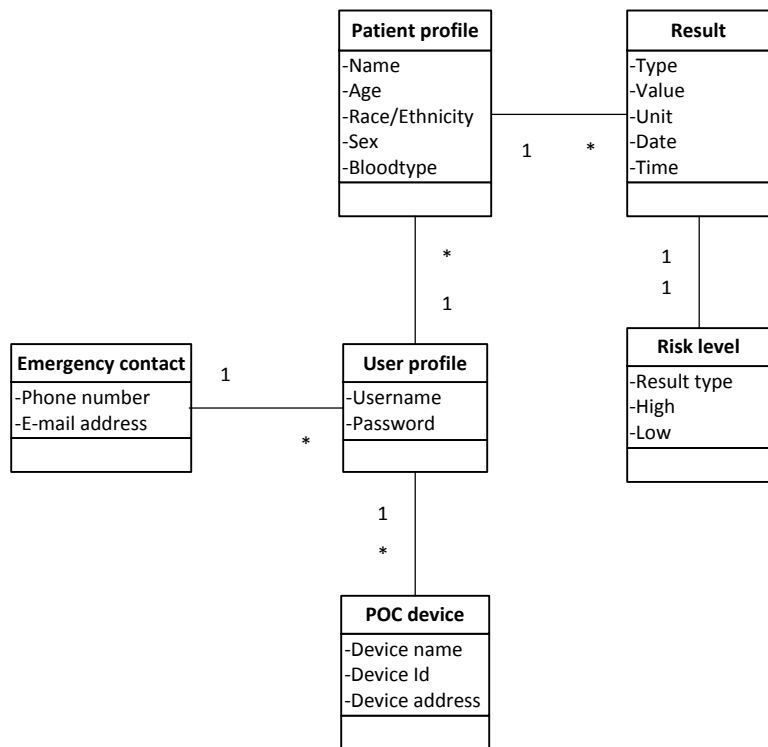 Patient profile
-Name
-Age
-Race/Ethnicity
-Sex
-Bloodtype
Result
-Type
-Value
-Unit
-Date
-Time
1
*
*
1
1
1
Emergency contact
-Phone number
-E-mail address
1
*
User profile
-Username
-Password
Risk level
-Result type
-High
-Low
1
*
POC device
-Device name
-Device Id
-Device address